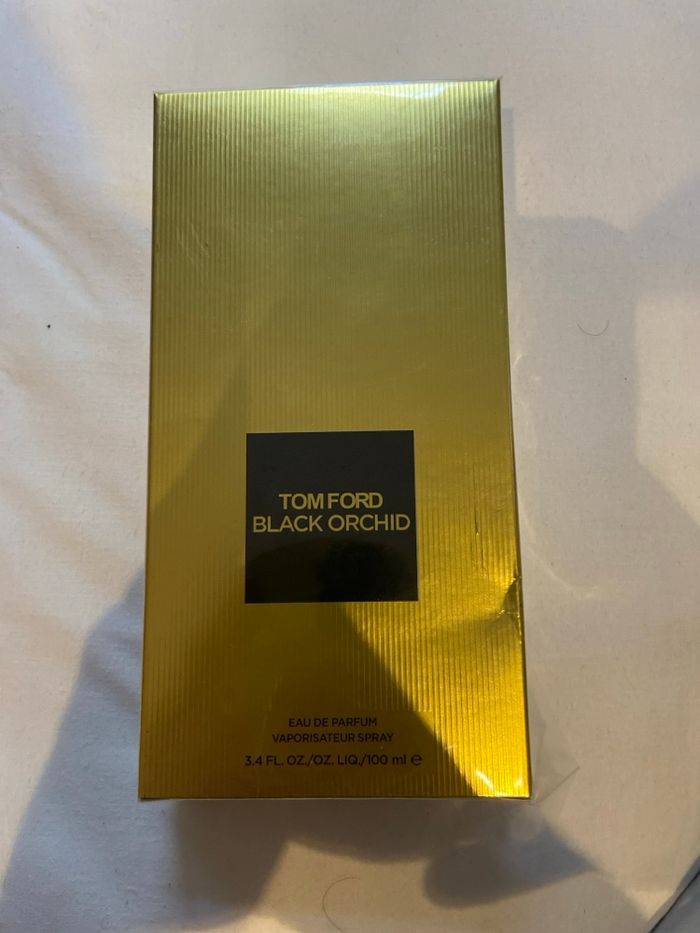 TOM FORD
BLACK ORCHID
EAU DE PARFUM
VAPORISATEUR SPRAY
3.4 FL. OZ./OZ. LIQ./100 ml ℮